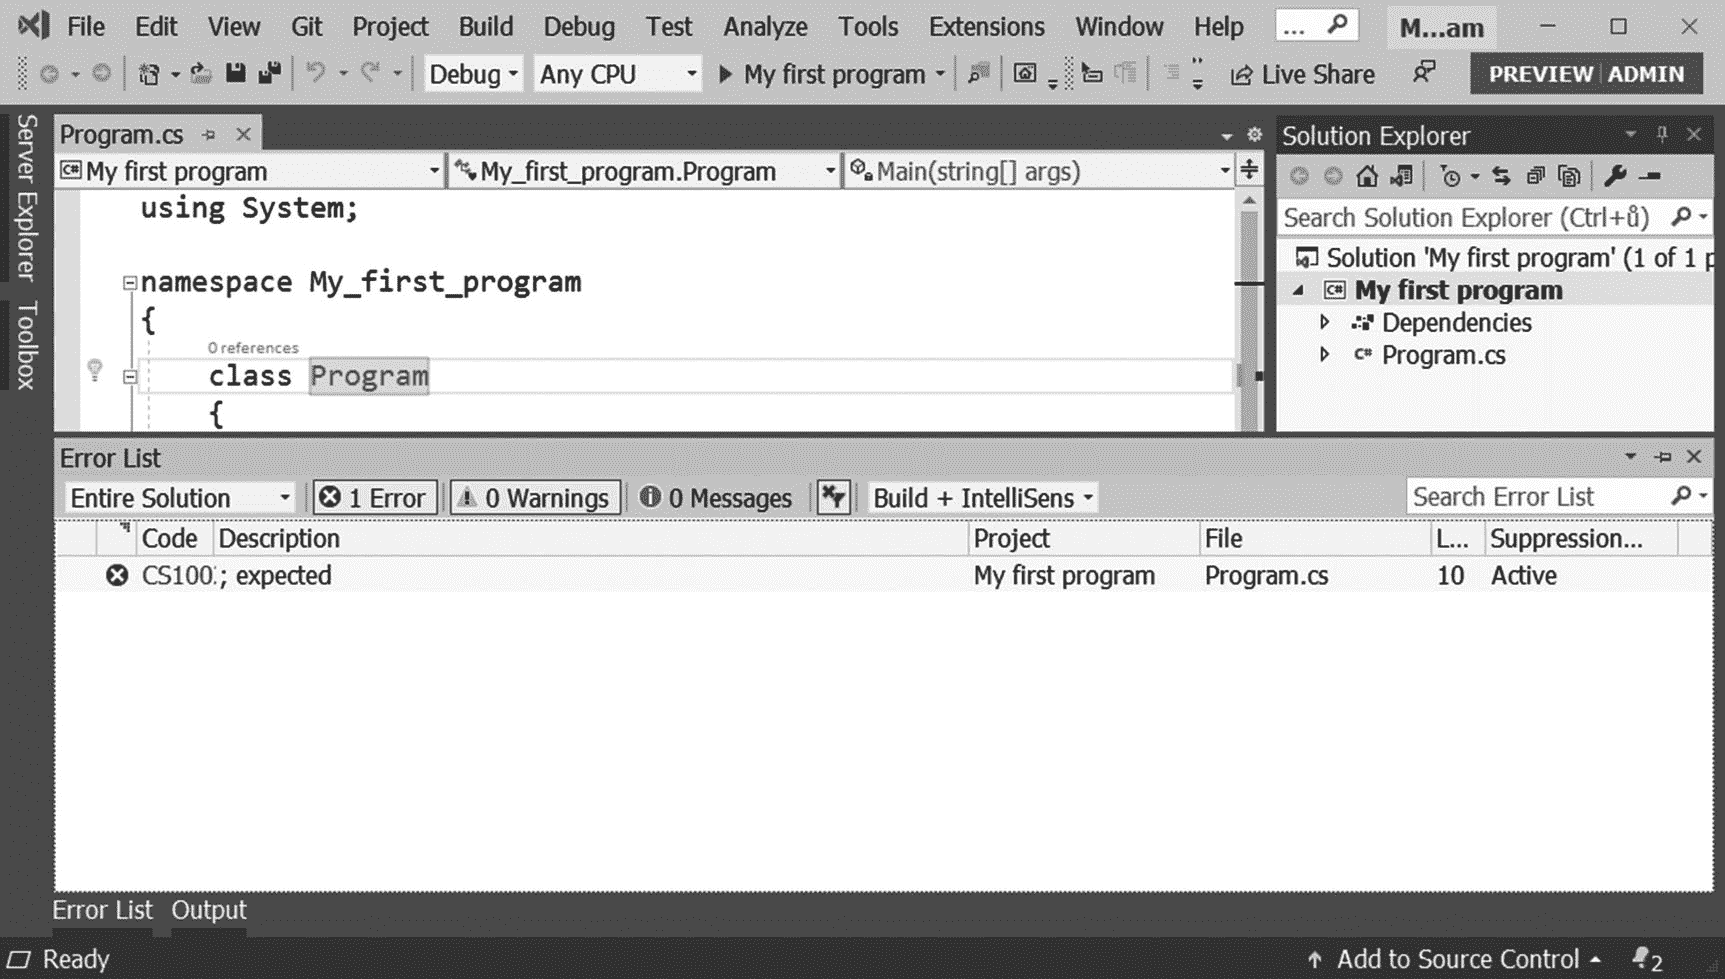 File Edit View Git Project Build Debug Test Analyze Tools Extensions Window Help ... M...am
Debug Any CPU My first program Live Share PREVIEW ADMIN
Server Explorer
Toolbox
Program.cs
My first program My_first_program.Program Main(string[] args)
using System;
namespace My_first_program
{
0 references
class Program
{
Solution Explorer
Search Solution Explorer (Ctrl+ů)
Solution 'My first program' (1 of 1 p
My first program
Dependencies
C# Program.cs
Error List
Entire Solution 1 Error 0 Warnings 0 Messages Build + IntelliSens Search Error List
Code Description Project File L... Suppression...
CS100 ; expected My first program Program.cs 10 Active
Error List Output
Ready Add to Source Control 2